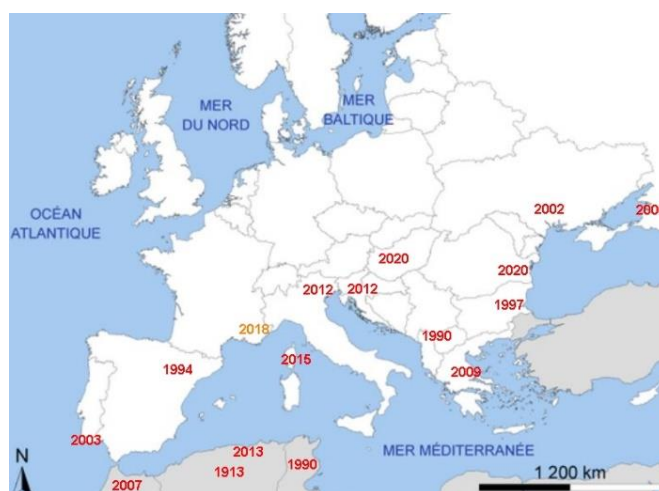 MER
DU NORD
MER
BALTIQUE
OCÉAN
ATLANTIQUE
2002
2020
2020
2012
2012
1997
2018
1990
2015
1994
2009
2003
MER MÉDITERRANÉE
2013
1990
1913
2007
N
1 200 km